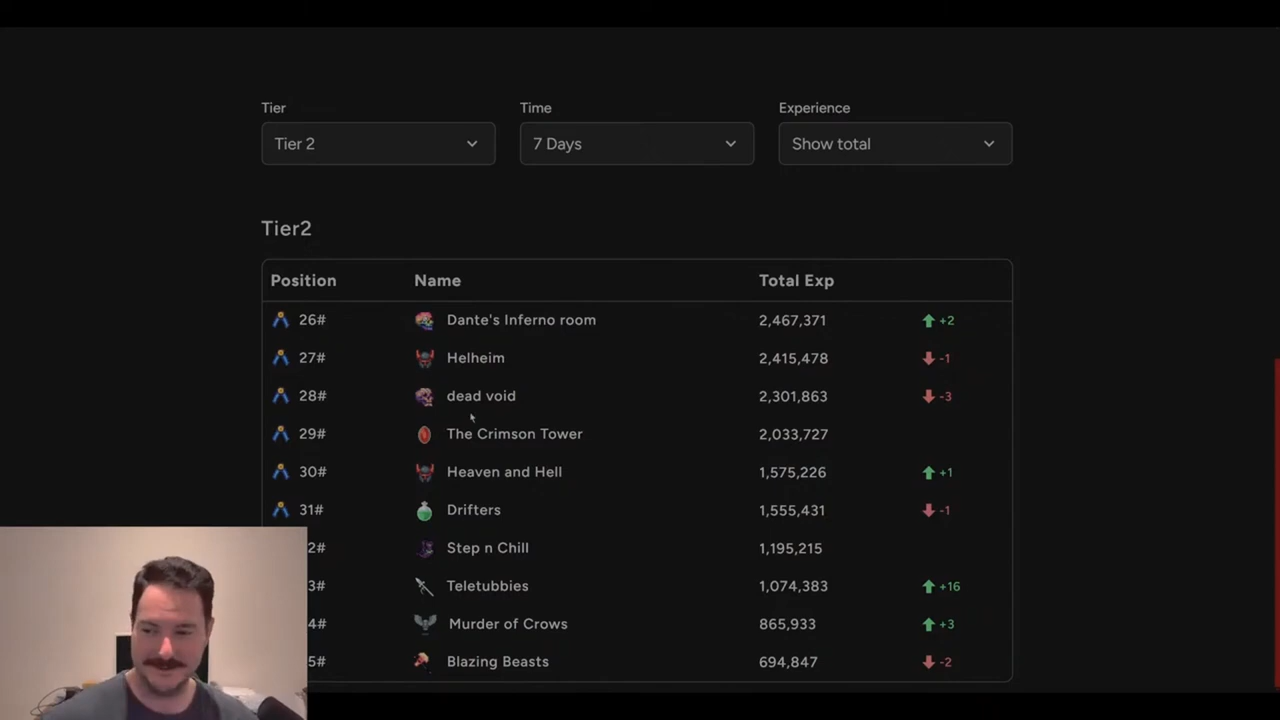 Tier Time Experience
Tier 2 7 Days Show total
Tier2
Position Name Total Exp
26# Dante's Inferno room 2,467,371 +2
27# Helheim 2,415,478 -1
28# dead void 2,301,863 -3
29# The Crimson Tower 2,033,727
30# Heaven and Hell 1,575,226 +1
31# Drifters 1,555,431 -1
2# Step n Chill 1,195,215
3# Teletubbies 1,074,383 +16
4# Murder of Crows 865,933 +3
5# Blazing Beasts 694,847 -2